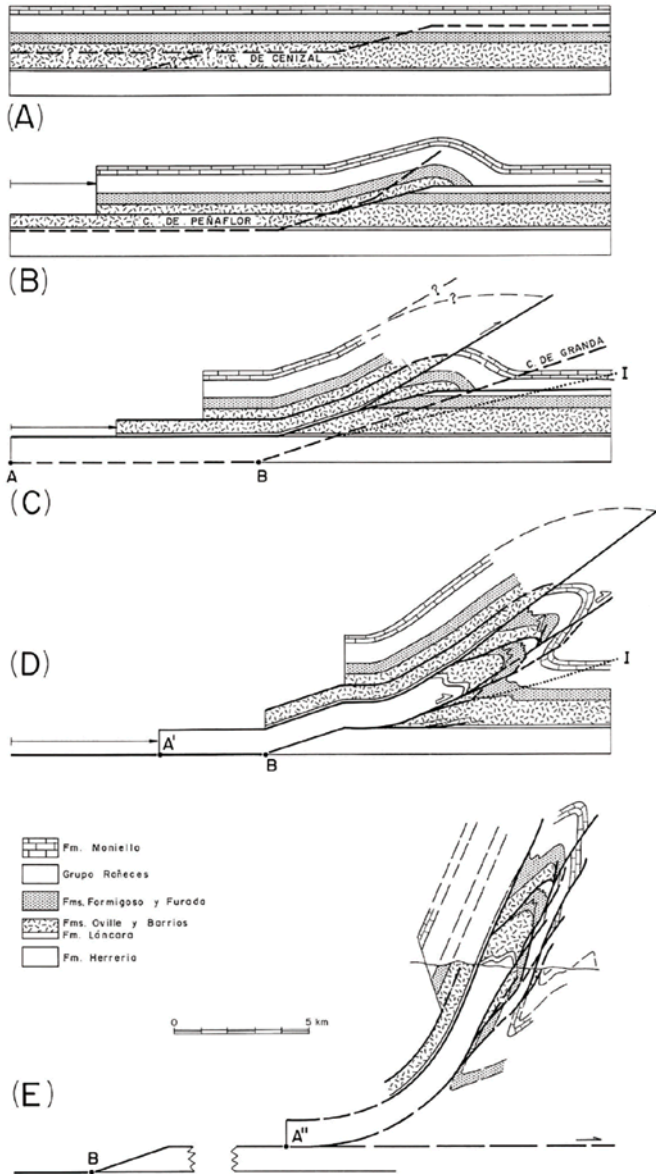 ? ? ? C. DE CENIZAL
?
(A)
C. DE PEÑAFLOR
(B)
?
?
C. DE GRANDA
I
A B
(C)
I
(D)
A'
B
Fm. Moniello
Grupo Rañeces
Fms. Formigoso y Furada
Fms. Oville y Barrios
Fm. Láncara
Fm. Herrería
0 5 km
(E)
B A''